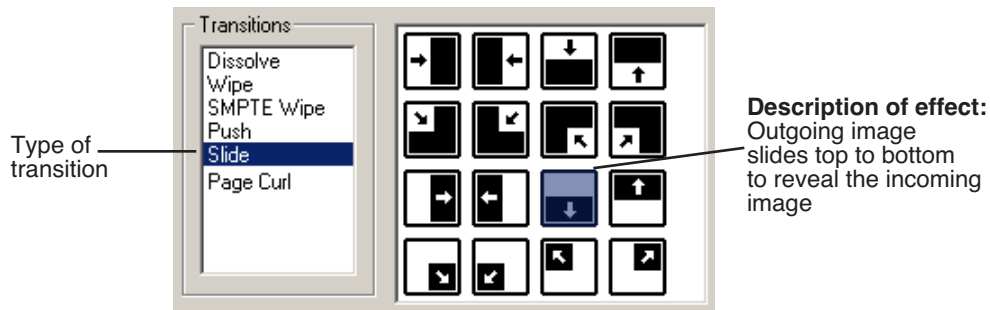 Transitions
Dissolve
Wipe
SMPTE Wipe
Push
Slide
Page Curl
Type of
transition
Description of effect:
Outgoing image
slides top to bottom
to reveal the incoming
image